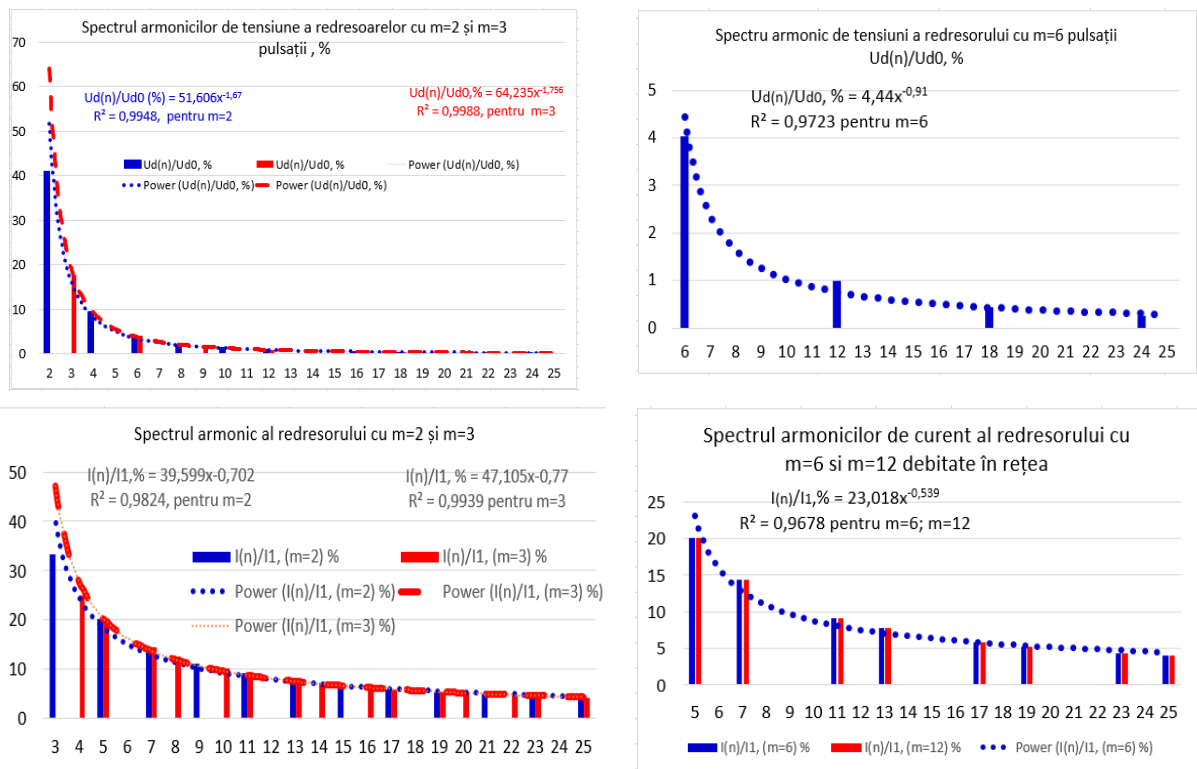 Spectrul armonicilor de tensiune a redresoarelor cu m=2 și m=3
pulsații , %
70
60
50
40
30
20
10
0
Ud(n)/Ud0 (%) = 51,606x-1,67
R² = 0,9948, pentru m=2
Ud(n)/Ud0,% = 64,235x-1,756
R² = 0,9988, pentru m=3
Ud(n)/Ud0, % Ud(n)/Ud0, % Power (Ud(n)/Ud0, %)
Power (Ud(n)/Ud0, %) Power (Ud(n)/Ud0, %)
2 3 4 5 6 7 8 9 10 11 12 13 14 15 16 17 18 19 20 21 22 23 24 25
Spectru armonic de tensiuni a redresorului cu m=6 pulsații
Ud(n)/Ud0, %
5
4
3
2
1
0
Ud(n)/Ud0, % = 4,44x-0,91
R² = 0,9723 pentru m=6
6 7 8 9 10 11 12 13 14 15 16 17 18 19 20 21 22 23 24 25
Spectrul armonic al redresorului cu m=2 și m=3
50
40
30
20
10
0
I(n)/I1,% = 39,599x-0,702
R² = 0,9824, pentru m=2
I(n)/I1, % = 47,105x-0,77
R² = 0,9939 pentru m=3
I(n)/I1, (m=2) % I(n)/I1, (m=3) %
Power (I(n)/I1, (m=2) %) Power (I(n)/I1, (m=3) %)
Power (I(n)/I1, (m=3) %)
3 4 5 6 7 8 9 10 11 12 13 14 15 16 17 18 19 20 21 22 23 24 25
Spectrul armonicilor de curent al redresorului cu
m=6 si m=12 debitate în rețea
25
20
15
10
5
0
I(n)/I1,% = 23,018x-0,539
R² = 0,9678 pentru m=6; m=12
5 6 7 8 9 10 11 12 13 14 15 16 17 18 19 20 21 22 23 24 25
I(n)/I1, (m=6) % I(n)/I1, (m=12) % Power (I(n)/I1, (m=6) %)